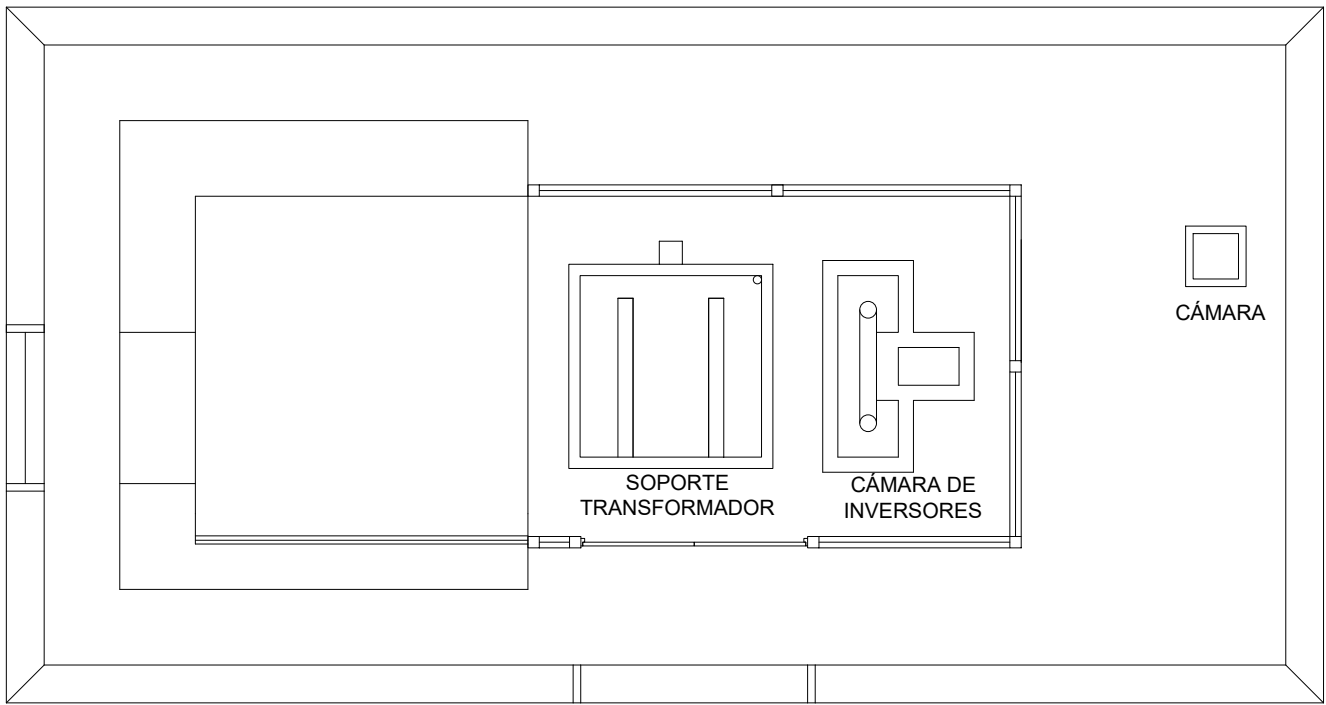 CÁMARA
SOPORTE
TRANSFORMADOR
CÁMARA DE
INVERSORES